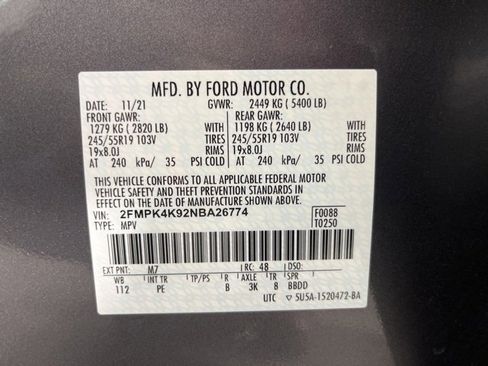 MFD. BY FORD MOTOR CO.
DATE: 11/21 GVWR: 2449 KG ( 5400 LB)
FRONT GAWR: REAR GAWR:
1279 KG ( 2820 LB) WITH 1198 KG ( 2640 LB) WITH
245/55R19 103V TIRES 245/55R19 103V TIRES
19x8.0J RIMS 19x8.0J RIMS
AT 240 kPa/ 35 PSI COLD AT 240 kPa/ 35 PSI COLD
THIS VEHICLE CONFORMS TO ALL APPLICABLE FEDERAL MOTOR
VEHICLE SAFETY AND THEFT PREVENTION STANDARDS IN
EFFECT ON THE DATE OF MANUFACTURE SHOWN ABOVE.
VIN: 2FMPK4K92NBA26774 F0088
TYPE: MPV T0250
EXT PNT: M7 RC: 48 DSO:
WB INT TR TP/PS R AXLE TR SPR
112 PE B 3K 8 BBDD
UTC ▽ 5U5A-1520472-BA